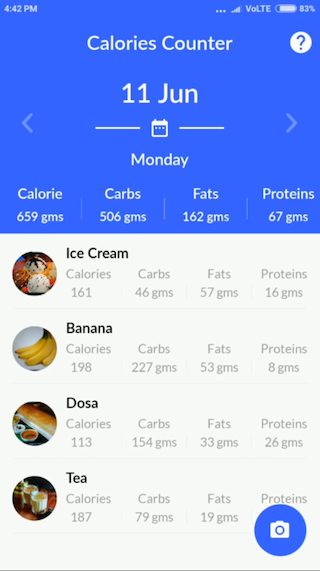 4:42 PM ... VoLTE 83%
Calories Counter ?
11 Jun
Monday
Calorie Carbs Fats Proteins
659 gms 506 gms 162 gms 67 gms
Ice Cream
Calories Carbs Fats Proteins
161 46 gms 57 gms 16 gms
Banana
Calories Carbs Fats Proteins
198 227 gms 53 gms 8 gms
Dosa
Calories Carbs Fats Proteins
113 154 gms 33 gms 26 gms
Tea
Calories Carbs Fats Proteins
187 79 gms 19 gms